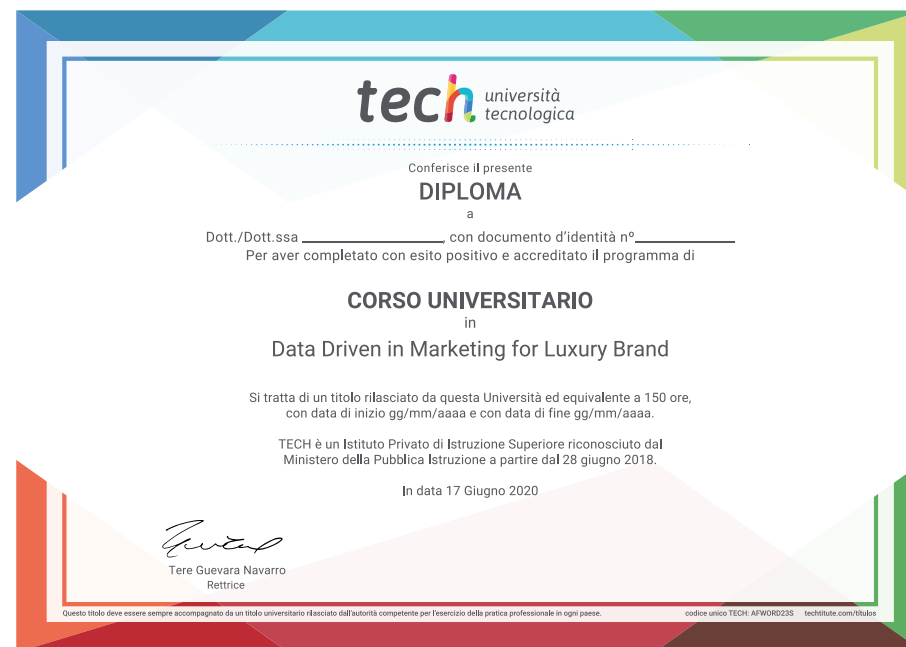 tech università
tecnologica
Conferisce il presente
DIPLOMA
a
Dott./Dott.ssa ____________________, con documento d'identità nº______________
Per aver completato con esito positivo e accreditato il programma di
CORSO UNIVERSITARIO
in
Data Driven in Marketing for Luxury Brand
Si tratta di un titolo rilasciato da questa Università ed equivalente a 150 ore,
con data di inizio gg/mm/aaaa e con data di fine gg/mm/aaaa.
TECH è un Istituto Privato di Istruzione Superiore riconosciuto dal
Ministero della Pubblica Istruzione a partire dal 28 giugno 2018.
In data 17 Giugno 2020
Tere Guevara Navarro
Rettrice
Questo titolo deve essere sempre accompagnato da un titolo universitario rilasciato dall'autorità competente per l'esercizio della pratica professionale in ogni paese. codice unico TECH: AFWORD23S techtitute.com/títulos